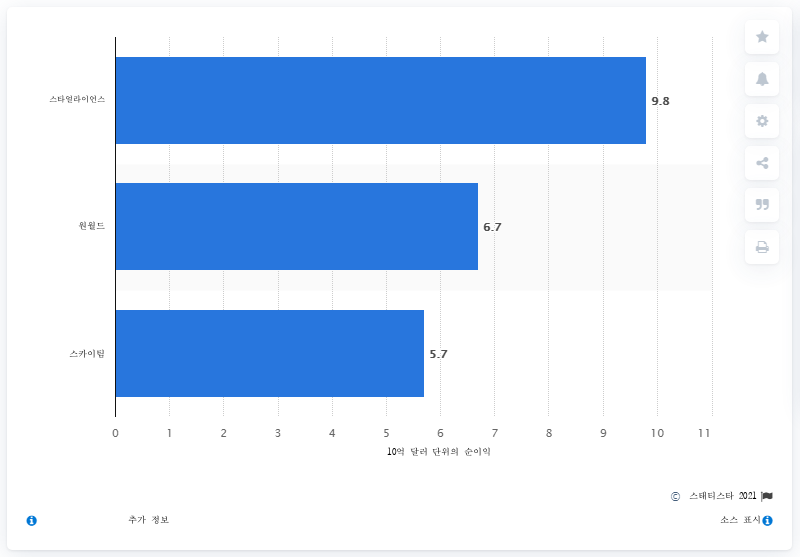 스타얼라이언스
9.8
원월드
6.7
스카이팀
5.7
0 1 2 3 4 5 6 7 8 9 10 11
10억 달러 단위의 순이익
© 스태티스타 2021
추가 정보
소스 표시